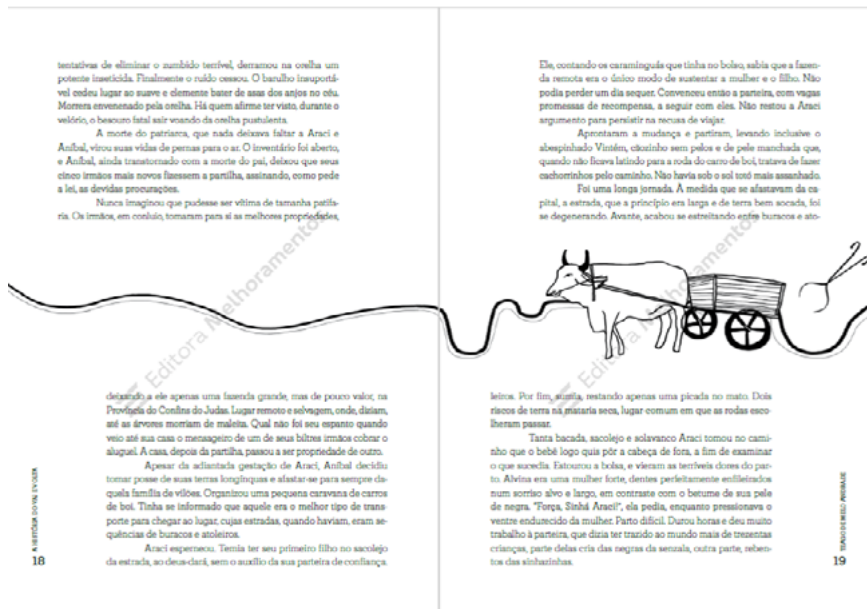 tentativas de eliminar o zumbido terrível, derramou na orelha um
potente inseticida. Finalmente o ruído cessou. O barulho insuportá-
vel cedeu lugar ao suave e clemente bater de asas dos anjos no céu.
Morrera envenenado pela orelha. Há quem afirme ter visto, durante o
velório, o besouro fatal sair voando da orelha pustulenta.
A morte do patriarca, que nada deixava faltar a Araci e
Aníbal, virou suas vidas de pernas para o ar. O inventário foi aberto,
e Aníbal, ainda transtornado com a morte do pai, deixou que seus
cinco irmãos mais novos fizessem a partilha, assinando, como pede
a lei, as devidas procurações.
Nunca imaginou que pudesse ser vítima de tamanha patifa-
ria. Os irmãos, em conluio, tomaram para si as melhores propriedades,
deixando a ele apenas uma fazenda grande, mas de pouco valor, na
Província do Confins do Judas. Lugar remoto e selvagem, onde, diziam,
até as árvores morriam de maleita. Qual não foi seu espanto quando
veio até sua casa o mensageiro de um de seus biltres irmãos cobrar o
aluguel. A casa, depois da partilha, passou a ser propriedade de outro.
Apesar da adiantada gestação de Araci, Aníbal decidiu
tomar posse de suas terras longínquas e afastar-se para sempre da-
quela família de vilões. Organizou uma pequena caravana de carros
de boi. Tinha se informado que aquele era o melhor tipo de trans-
porte para chegar ao lugar, cujas estradas, quando haviam, eram se-
quências de buracos e atoleiros.
Araci esperneou. Temia ter seu primeiro filho no sacolejo
da estrada, ao deus-dará, sem o auxílio da sua parteira de confiança.
18
Editora Melhoramentos
Ele, contando os caraminguás que tinha no bolso, sabia que a fazen-
da remota era o único modo de sustentar a mulher e o filho. Não
podia perder um dia sequer. Convenceu então a parteira, com vagas
promessas de recompensa, a seguir com eles. Não restou a Araci
argumento para persistir na recusa de viajar.
Aprontaram a mudança e partiram, levando inclusive o
abespinhado Vintém, cãozinho sem pelos e de pele manchada que,
quando não ficava latindo para a roda do carro de boi, tratava de fazer
cachorrinhos pelo caminho. Não havia sob o sol totó mais assanhado.
Foi uma longa jornada. À medida que se afastavam da ca-
pital, a estrada, que a princípio era larga e de terra bem socada, foi
se degenerando. Avante, acabou se estreitando entre buracos e ato-
leiros. Por fim, sumia, restando apenas uma picada no mato. Dois
riscos de terra na mataria seca, lugar-comum em que as rodas esco-
lheram passar.
Tanta bacada, sacolejo e solavanco Araci tomou no cami-
nho que o bebê logo quis pôr a cabeça de fora, a fim de examinar
o que sucedia. Estourou a bolsa, e vieram as terríveis dores do par-
to. Alvina era uma mulher forte, dentes perfeitamente enfileirados
num sorriso alvo e largo, em contraste com o betume de sua pele
de negra. "Força, Sinhá Araci!", ela pedia, enquanto pressionava o
ventre endurecido da mulher. Parto difícil. Durou horas e deu muito
trabalho à parteira, que dizia ter trazido ao mundo mais de trezentas
crianças, parte delas cria das negras da senzala, outra parte, reben-
tos das sinhazinhas.
19
Editora Melhoramentos